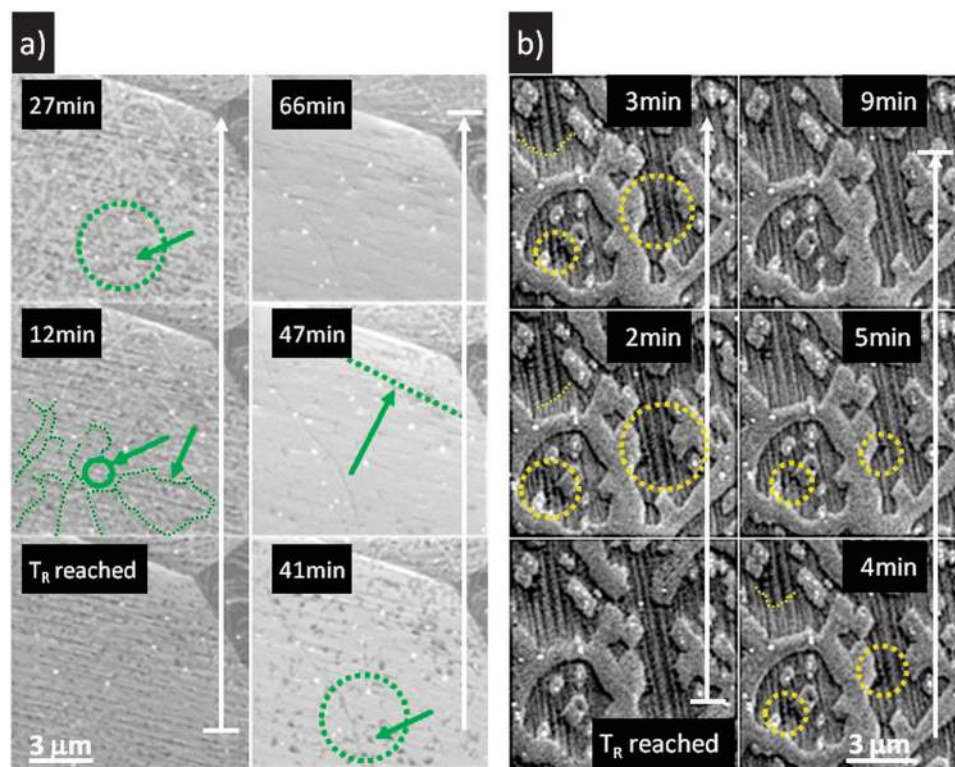 a)
27min
66min
12min
47min
T_R reached
41min
3 μm
b)
3min
9min
2min
5min
4min
T_R reached
3 μm